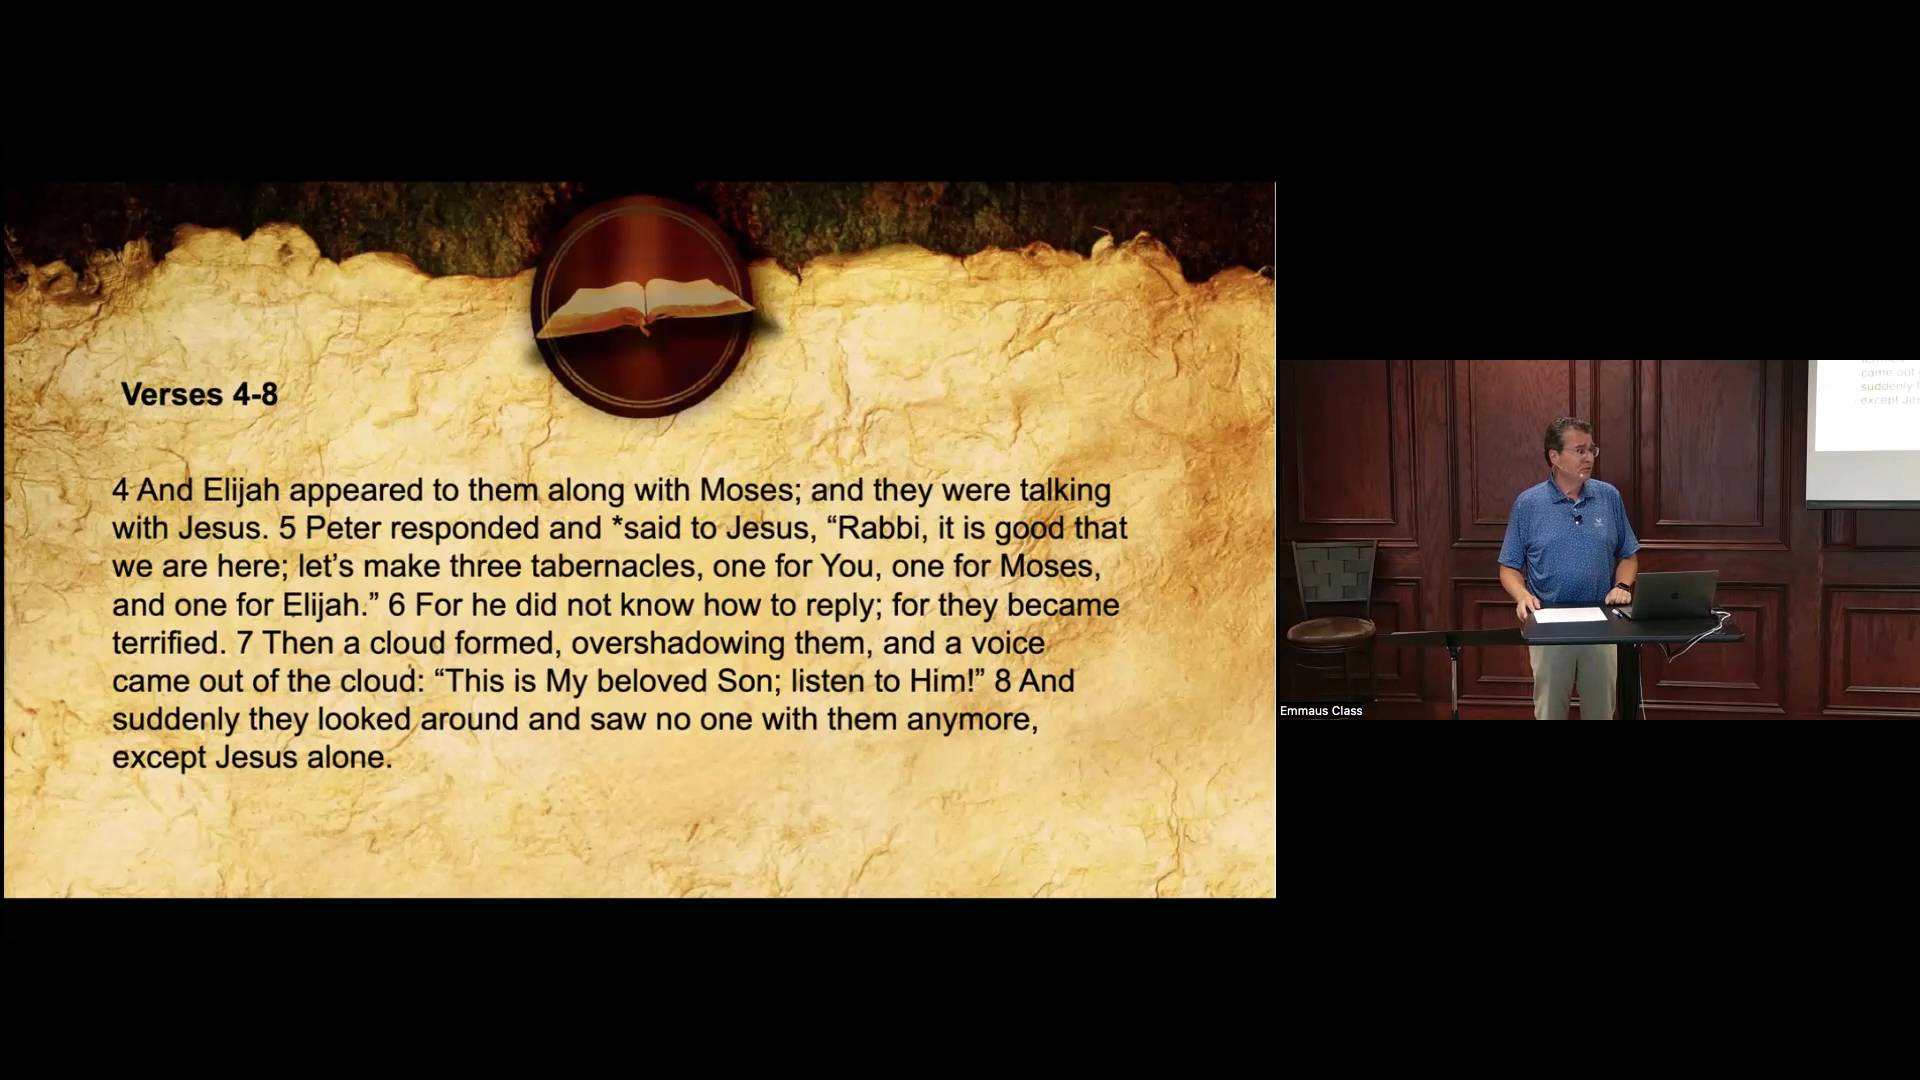 Verses 4-8
4 And Elijah appeared to them along with Moses; and they were talking
with Jesus. 5 Peter responded and *said to Jesus, “Rabbi, it is good that
we are here; let’s make three tabernacles, one for You, one for Moses,
and one for Elijah.” 6 For he did not know how to reply; for they became
terrified. 7 Then a cloud formed, overshadowing them, and a voice
came out of the cloud: “This is My beloved Son; listen to Him!” 8 And
suddenly they looked around and saw no one with them anymore,
except Jesus alone.
came out
suddenly
except
Emmaus Class